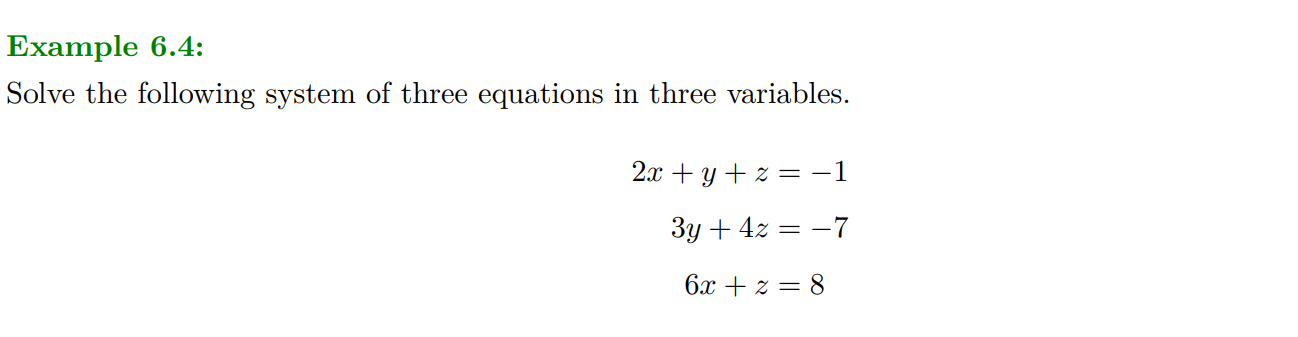 Example 6.4:
Solve the following system of three equations in three variables.
2x + y + z = −1
3y + 4z = −7
6x + z = 8